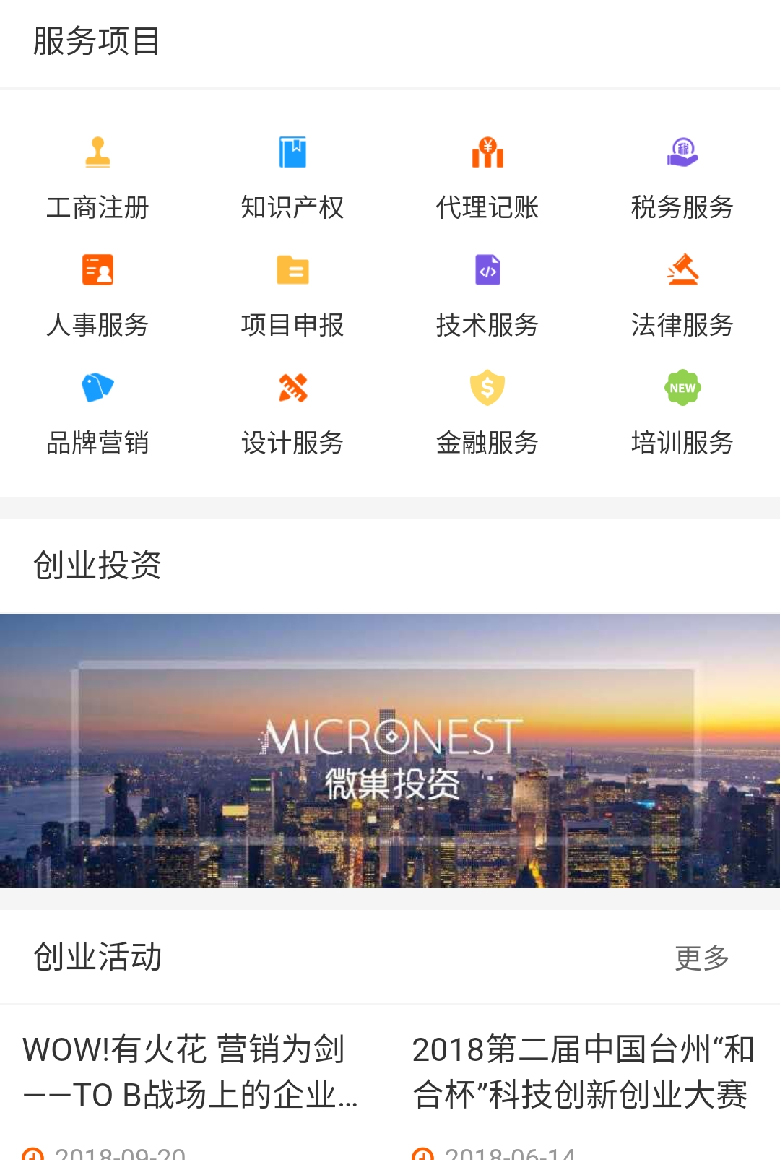 服务项目
工商注册 知识产权 代理记账 税务服务
人事服务 项目申报 技术服务 法律服务
NEW
品牌营销 设计服务 金融服务 培训服务
创业投资
MICRONEST
微巢投资
创业活动 更多
WOW!有火花 营销为剑
——TO B战场上的企业...
2018第二届中国台州“和
合杯”科技创新创业大赛
2018-09-20 2018-06-14